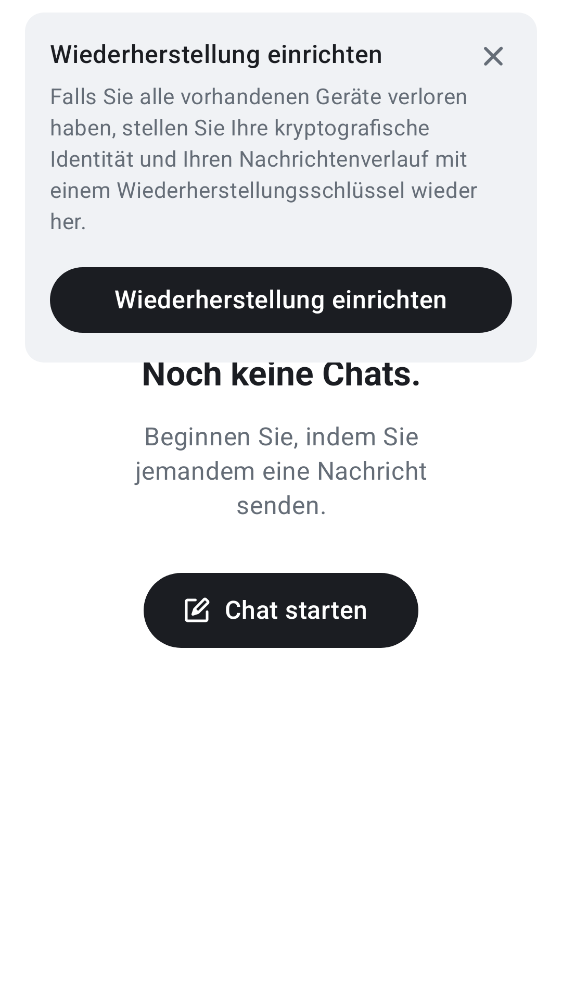 Wiederherstellung einrichten
Falls Sie alle vorhandenen Geräte verloren
haben, stellen Sie Ihre kryptografische
Identität und Ihren Nachrichtenverlauf mit
einem Wiederherstellungsschlüssel wieder
her.
Wiederherstellung einrichten
Noch keine Chats.
Beginnen Sie, indem Sie
jemandem eine Nachricht
senden.
Chat starten